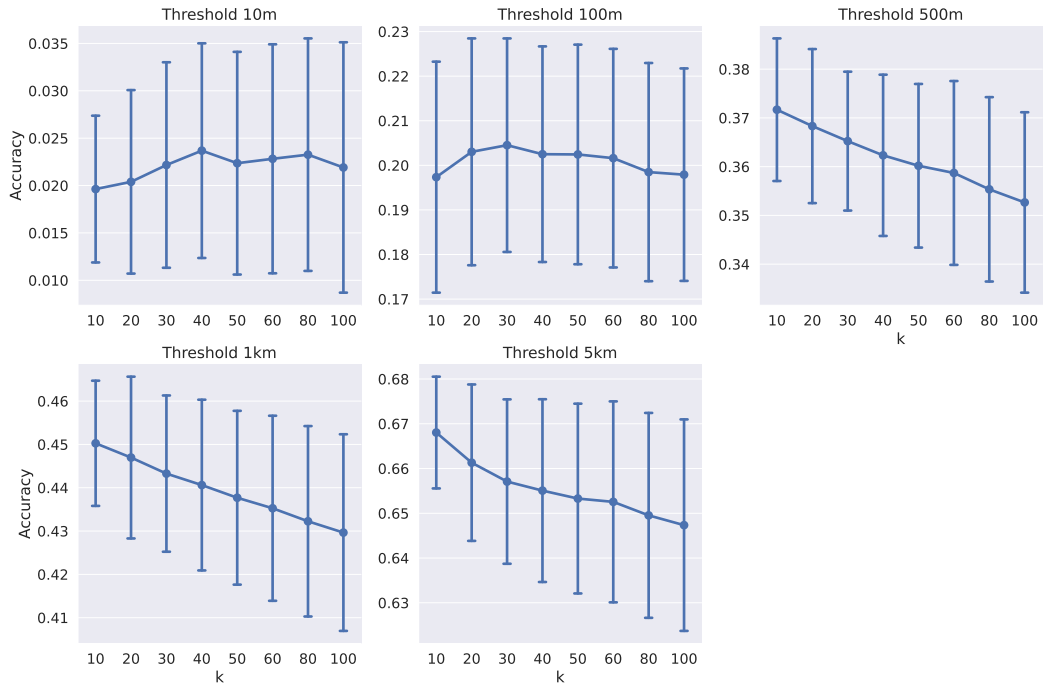 Threshold 10m
Accuracy
0.035
0.030
0.025
0.020
0.015
0.010
10 20 30 40 50 60 80 100
Threshold 100m
0.23
0.22
0.21
0.20
0.19
0.18
0.17
10 20 30 40 50 60 80 100
Threshold 500m
0.38
0.37
0.36
0.35
0.34
10 20 30 40 50 60 80 100
k
Threshold 1km
Accuracy
0.46
0.45
0.44
0.43
0.42
0.41
10 20 30 40 50 60 80 100
k
Threshold 5km
0.68
0.67
0.66
0.65
0.64
0.63
10 20 30 40 50 60 80 100
k